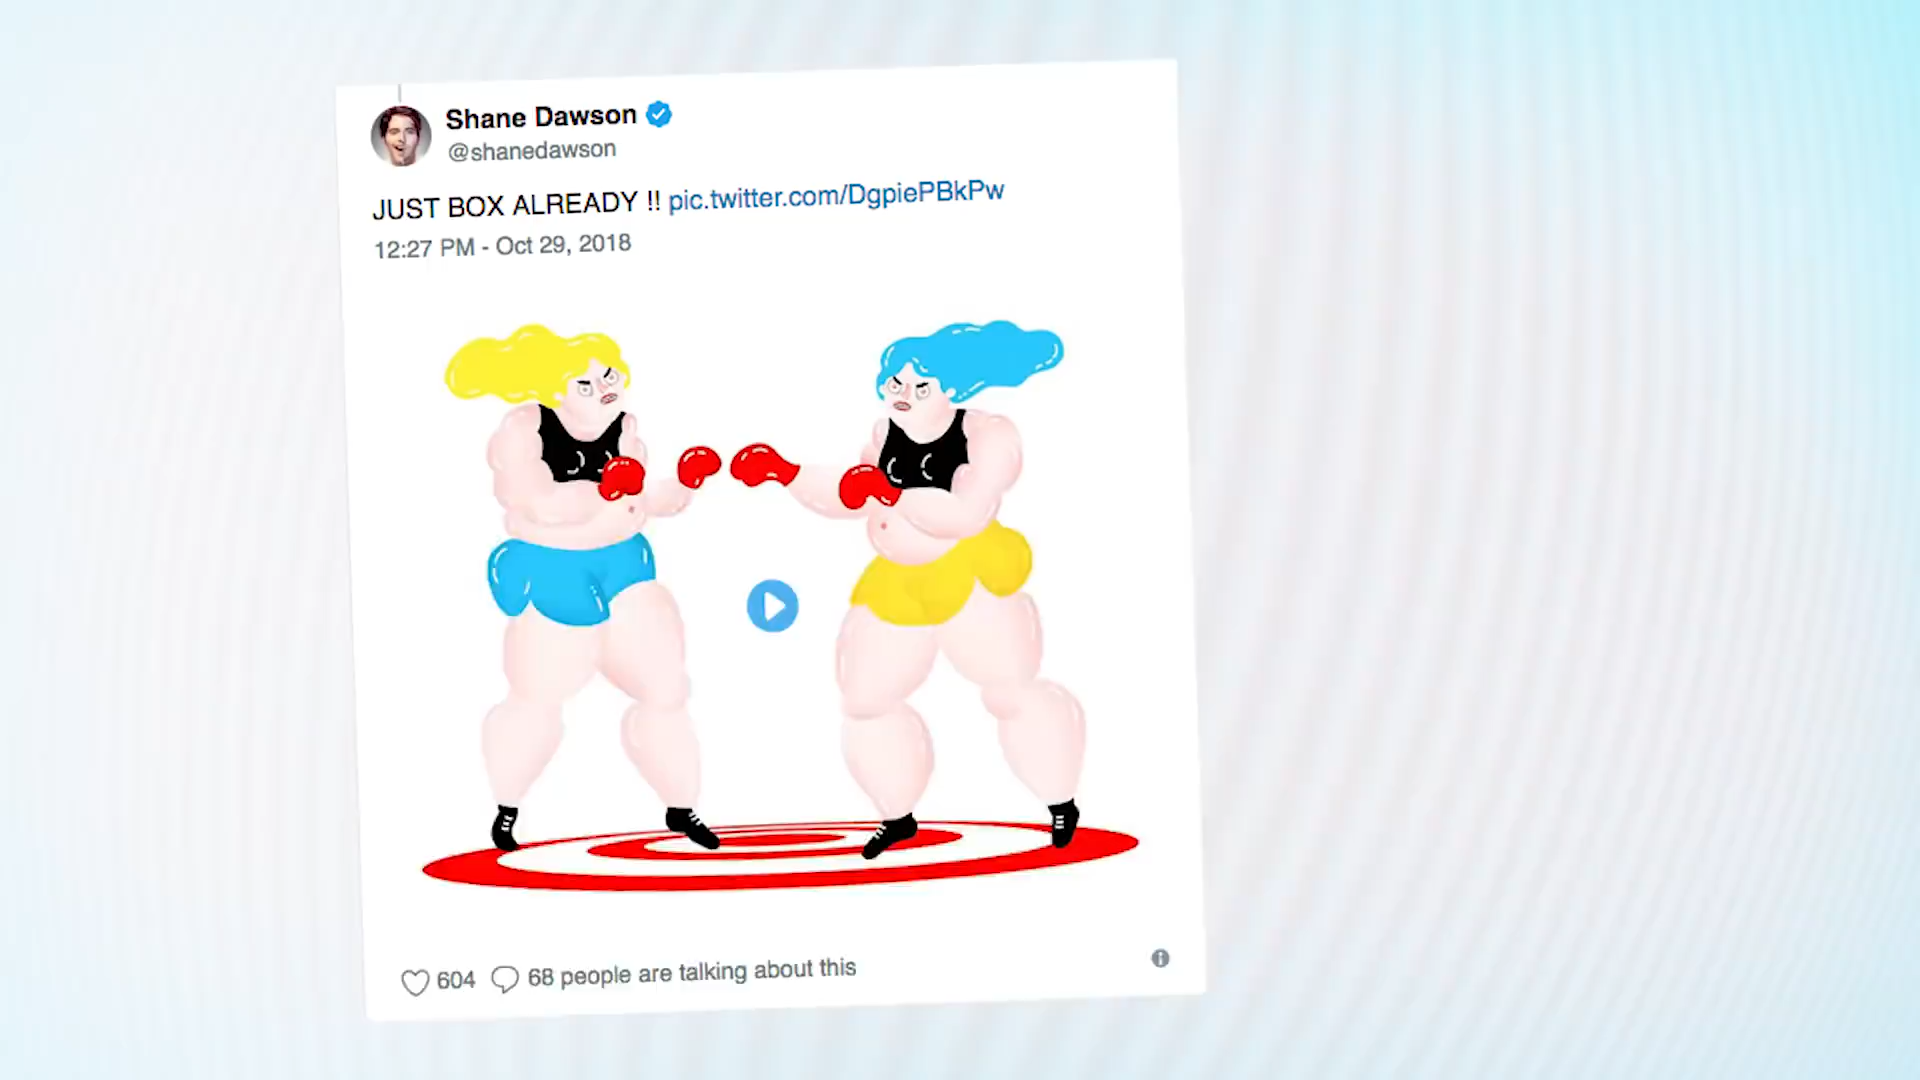 Shane Dawson
@shanedawson
JUST BOX ALREADY !! pic.twitter.com/DgpiePBkPw
12:27 PM - Oct 29, 2018
604 68 people are talking about this